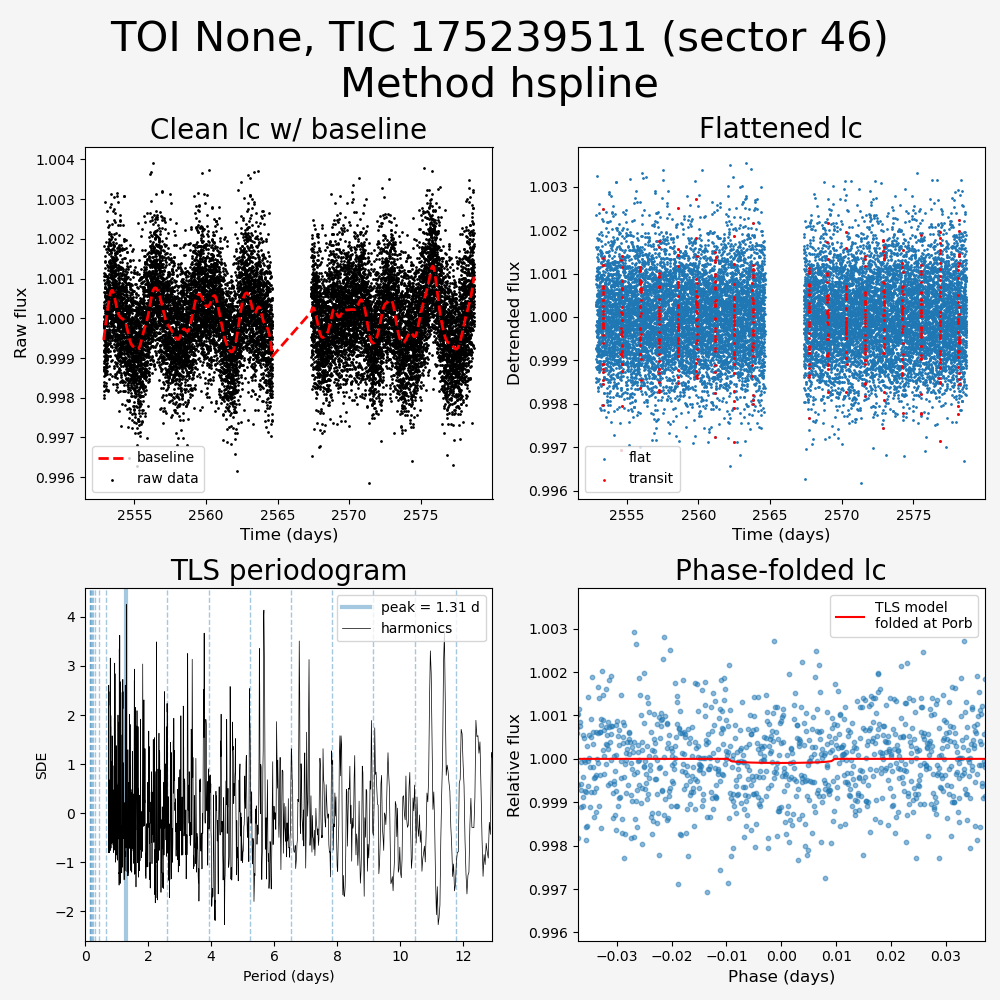 TOI None, TIC 175239511 (sector 46)
Method hspline
Clean lc w/ baseline
Raw flux
1.004
1.003
1.002
1.001
1.000
0.999
0.998
0.997
0.996
baseline
raw data
2555
2560
2565
2570
2575
Time (days)
Flattened lc
Detrended flux
1.003
1.002
1.001
1.000
0.999
0.998
0.997
0.996
flat
transit
2555
2560
2565
2570
2575
Time (days)
TLS periodogram
SDE
4
3
2
1
0
−1
−2
peak = 1.31 d
harmonics
0
2
4
6
8
10
12
Period (days)
Phase-folded lc
Relative flux
1.003
1.002
1.001
1.000
0.999
0.998
0.997
0.996
TLS model
folded at Porb
−0.03
−0.02
−0.01
0.00
0.01
0.02
0.03
Phase (days)